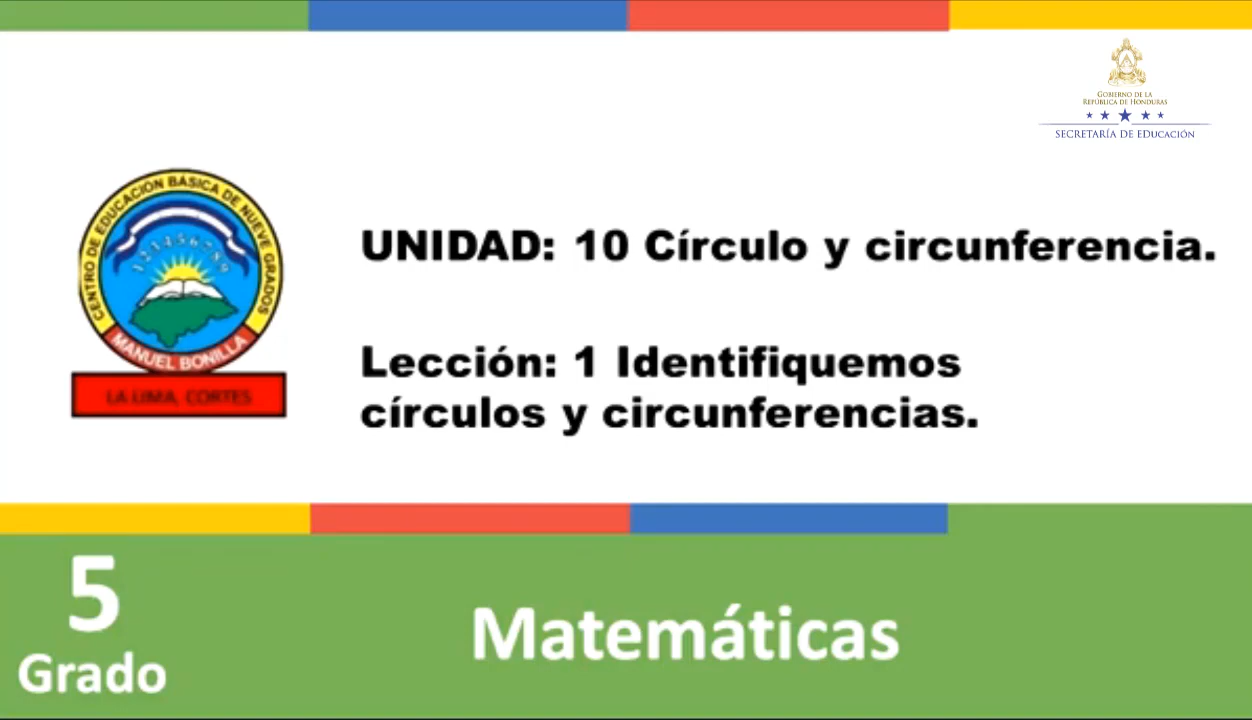 GOBIERNO DE LA
REPÚBLICA DE HONDURAS
SECRETARÍA DE EDUCACIÓN
CENTRO DE EDUCACIÓN BÁSICA DE NUEVE GRADOS
123456789
MANUEL BONILLA
LA LIMA, CORTES
UNIDAD: 10 Círculo y circunferencia.
Lección: 1 Identifiquemos
círculos y circunferencias.
5
Grado
Matemáticas